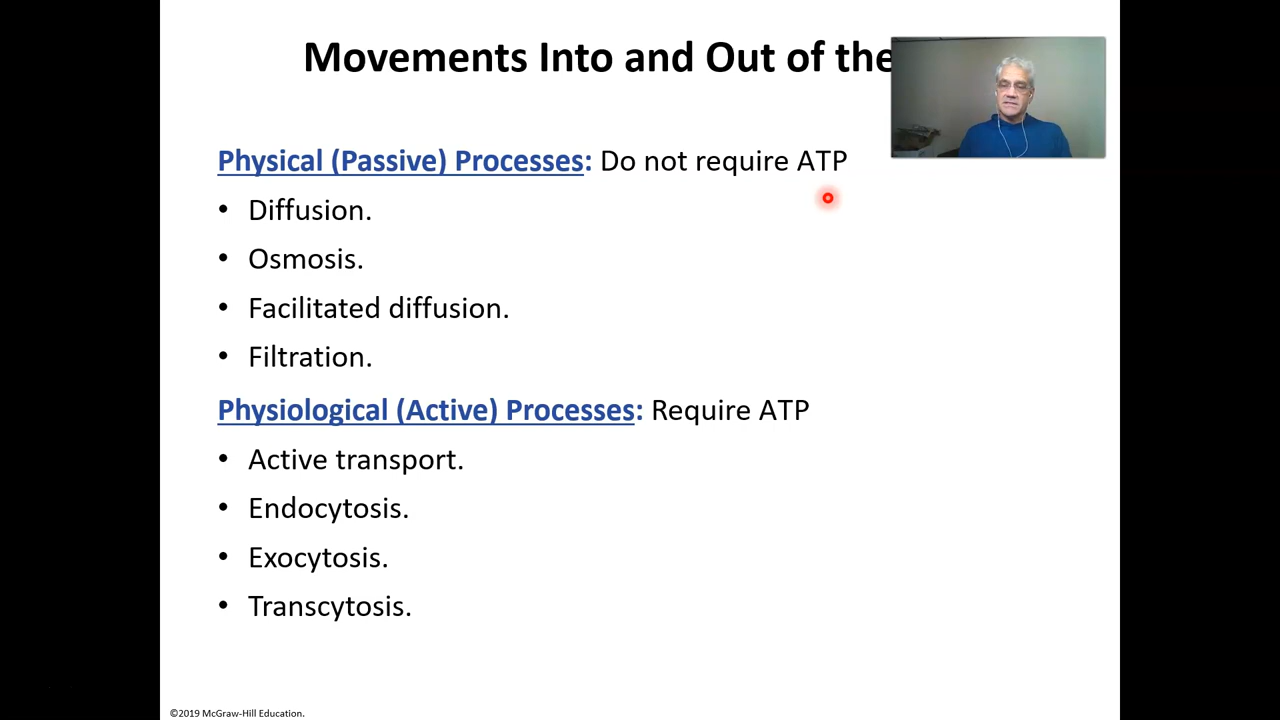 Movements Into and Out of the
Physical (Passive) Processes: Do not require ATP
• Diffusion.
• Osmosis.
• Facilitated diffusion.
• Filtration.
Physiological (Active) Processes: Require ATP
• Active transport.
• Endocytosis.
• Exocytosis.
• Transcytosis.
©2019 McGraw-Hill Education.